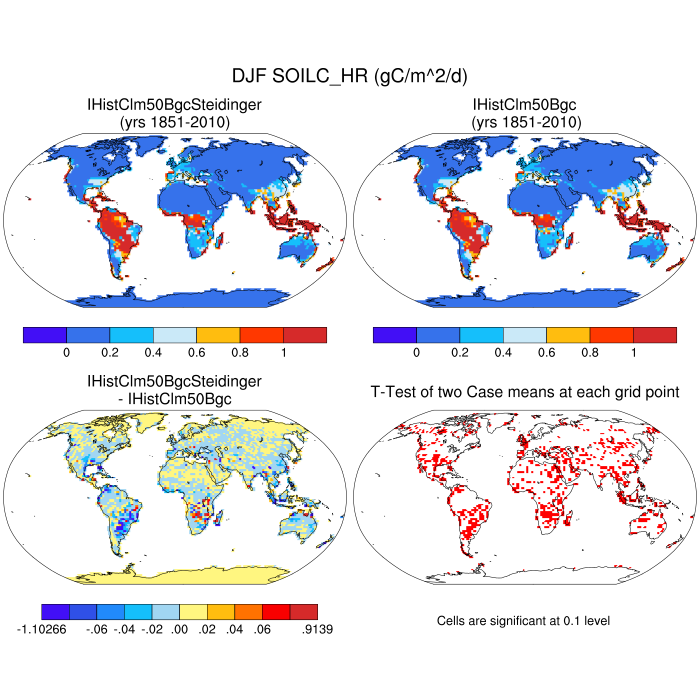 DJF SOILC_HR (gC/m^2/d)
IHistClm50BgcSteidinger
(yrs 1851-2010)
IHistClm50Bgc
(yrs 1851-2010)
0 0.2 0.4 0.6 0.8 1
0 0.2 0.4 0.6 0.8 1
IHistClm50BgcSteidinger
- IHistClm50Bgc
T-Test of two Case means at each grid point
-1.10266 -.06 -.04 -.02 .00 .02 .04 .06 .9139
Cells are significant at 0.1 level